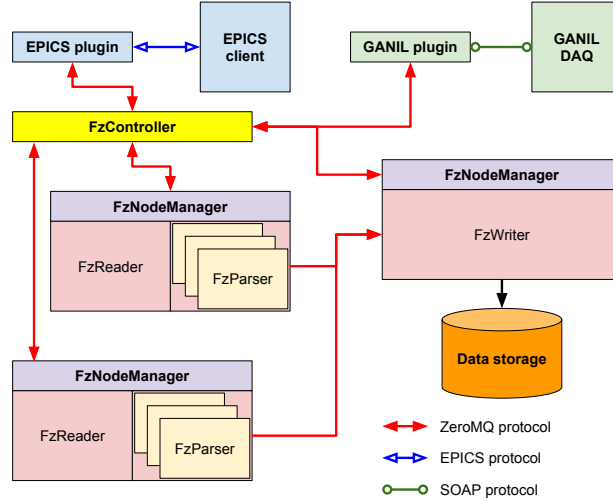 EPICS plugin
EPICS
client
GANIL plugin
GANIL
DAQ
FzController
FzNodeManager
FzReader
FzParser
FzNodeManager
FzWriter
Data storage
FzNodeManager
FzReader
FzParser
ZeroMQ protocol
EPICS protocol
SOAP protocol